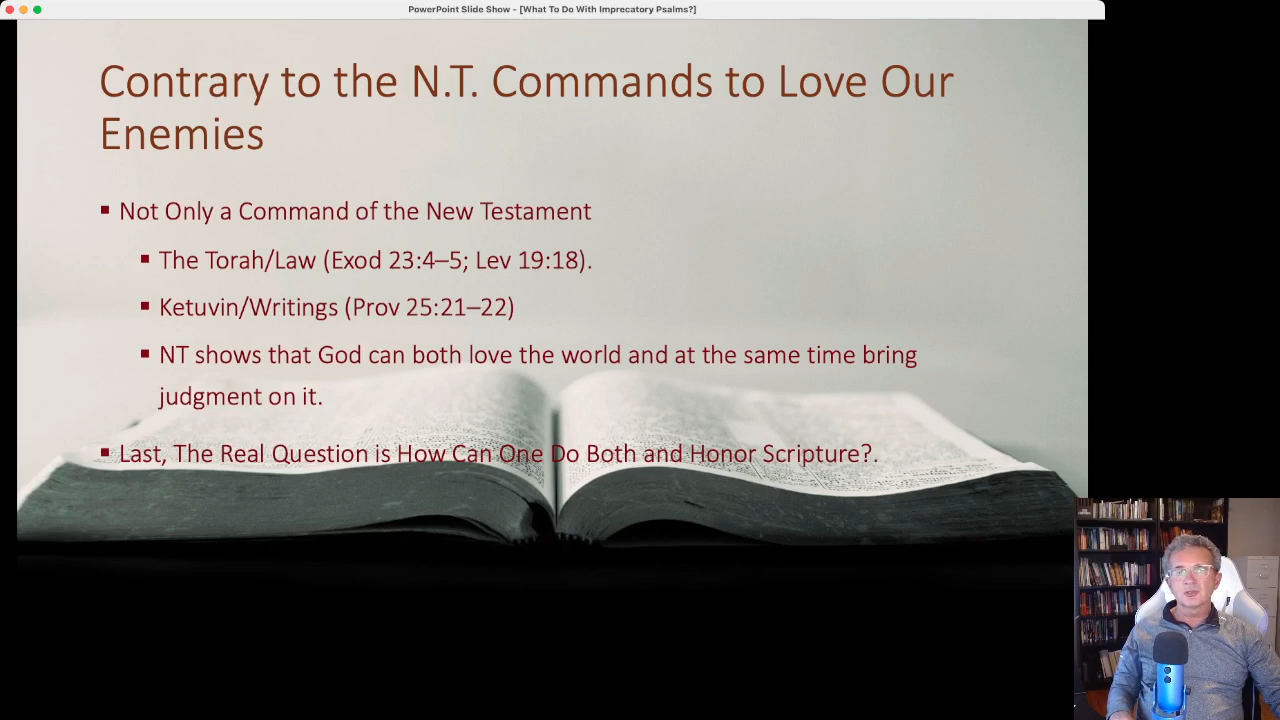 PowerPoint Slide Show - [What To Do With Imprecatory Psalms?]
Contrary to the N.T. Commands to Love Our
Enemies
▪ Not Only a Command of the New Testament
▪ The Torah/Law (Exod 23:4–5; Lev 19:18).
▪ Ketuvin/Writings (Prov 25:21–22)
▪ NT shows that God can both love the world and at the same time bring
judgment on it.
▪ Last, The Real Question is How Can One Do Both and Honor Scripture?.